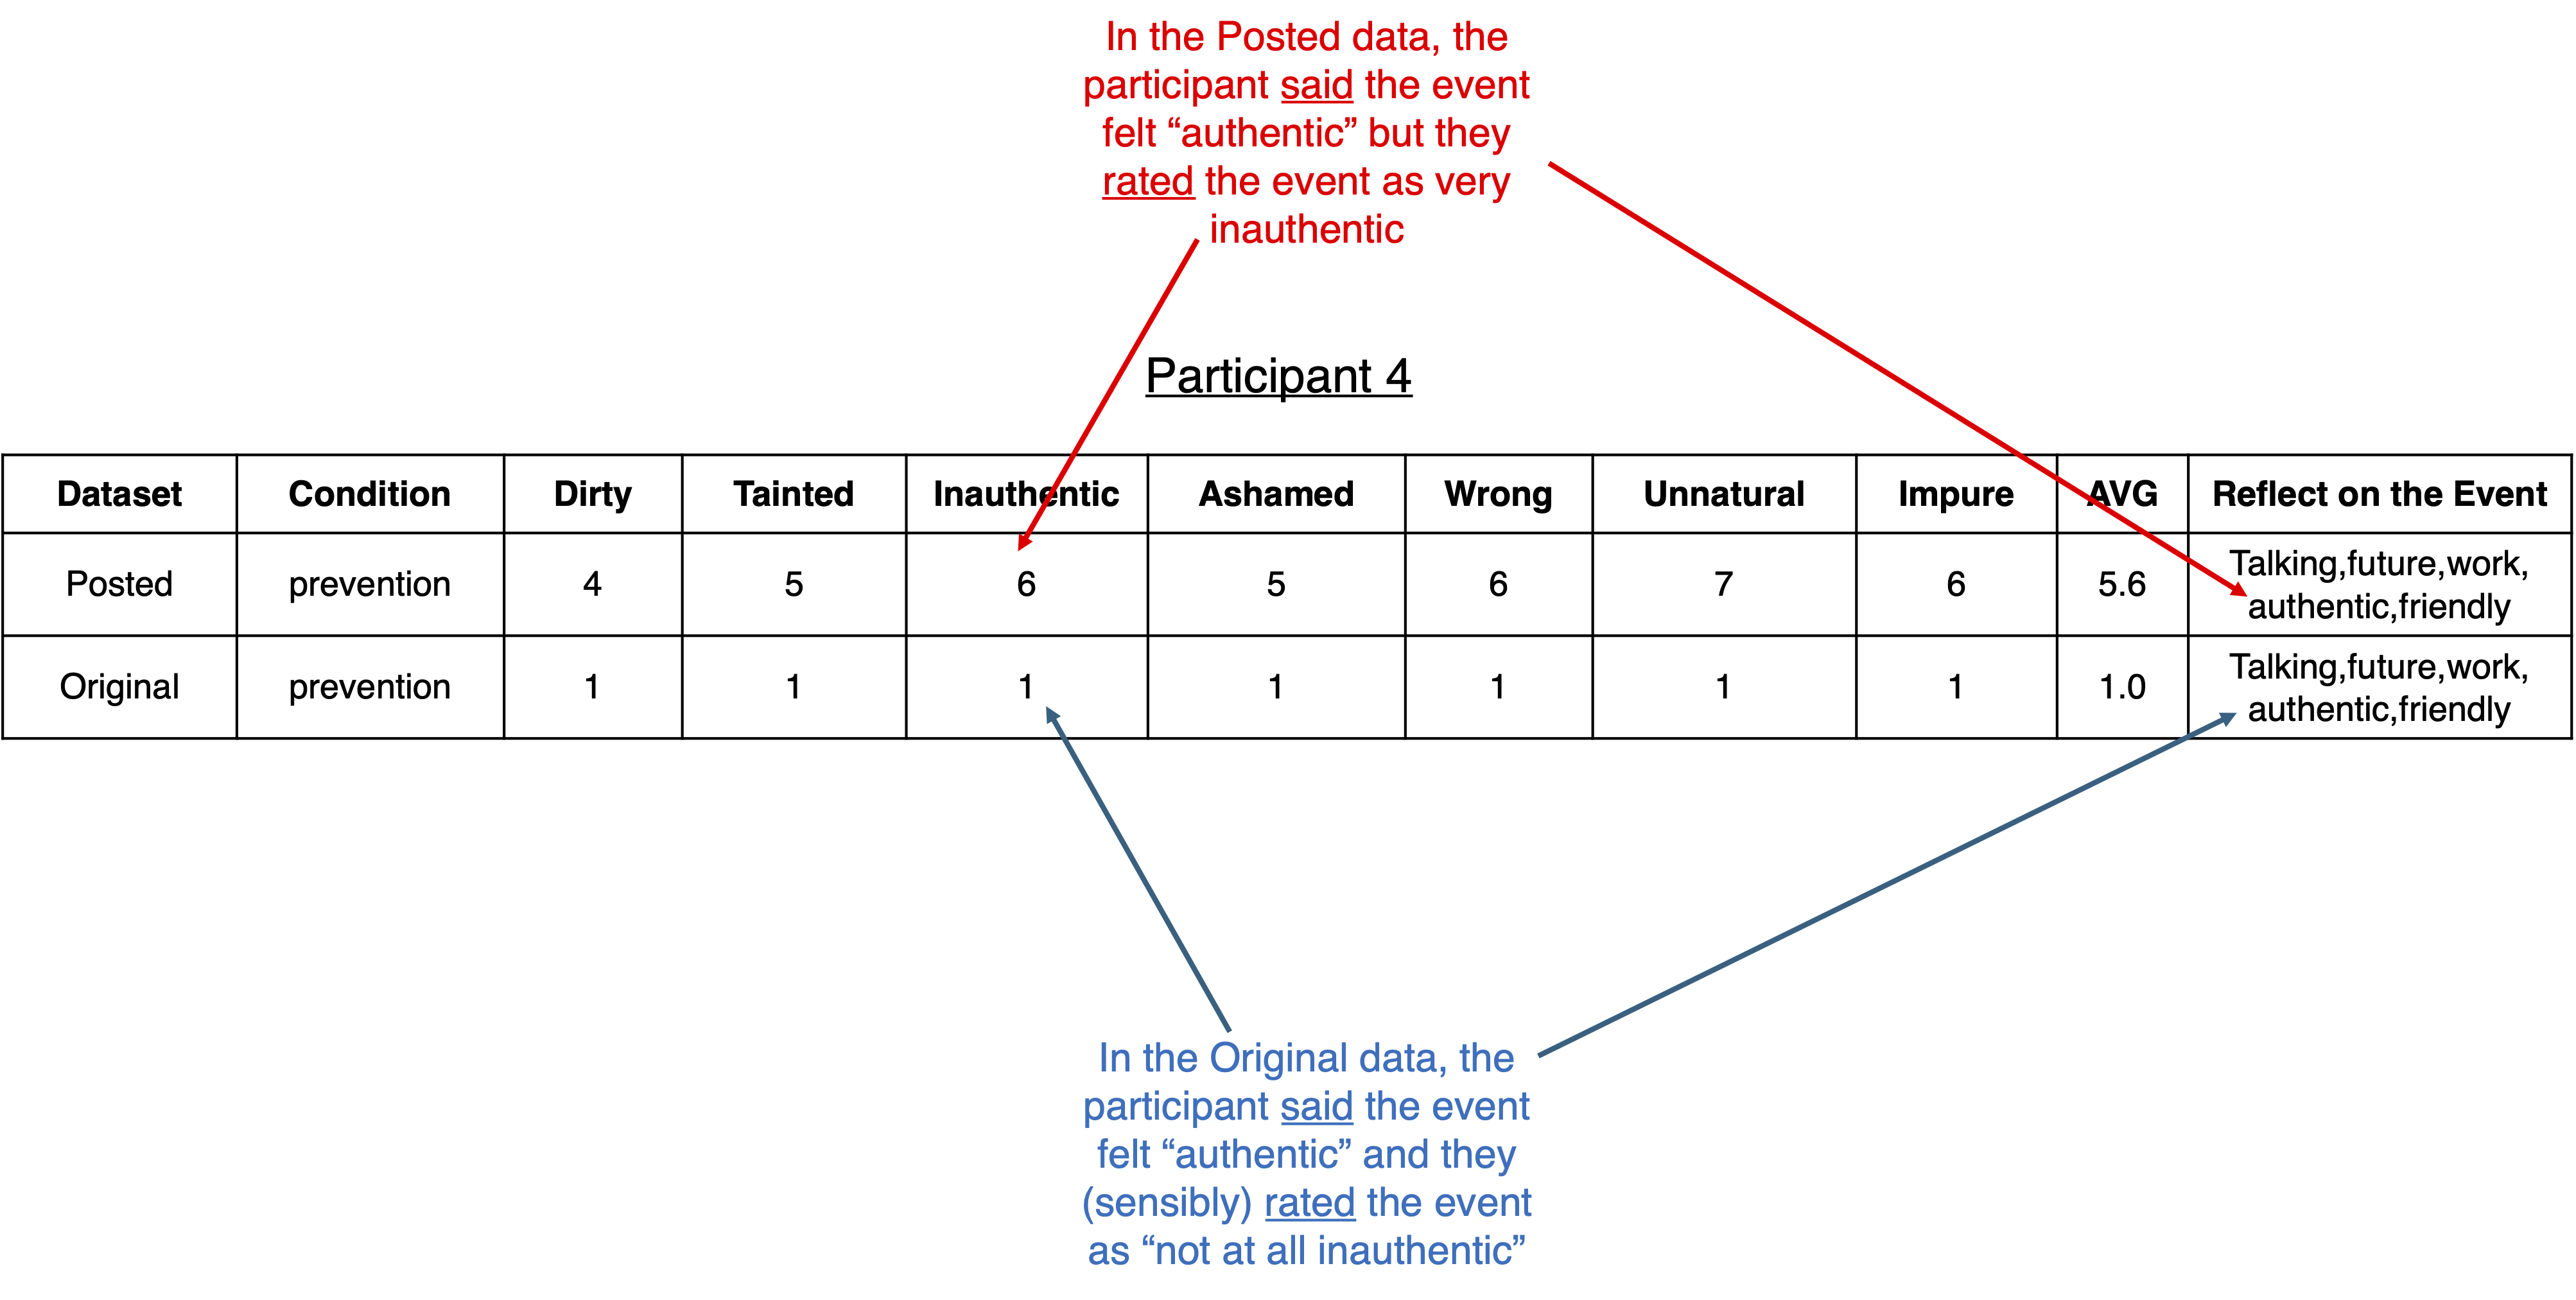 In the Posted data, the
participant said the event
felt “authentic” but they
rated the event as very
inauthentic
Participant 4
Dataset Condition Dirty Tainted Inauthentic Ashamed Wrong Unnatural Impure AVG Reflect on the Event
Posted prevention 4 5 6 5 6 7 6 5.6 Talking,future,work,
authentic,friendly
Original prevention 1 1 1 1 1 1 1 1.0 Talking,future,work,
authentic,friendly
In the Original data, the
participant said the event
felt “authentic” and they
(sensibly) rated the event
as “not at all inauthentic”